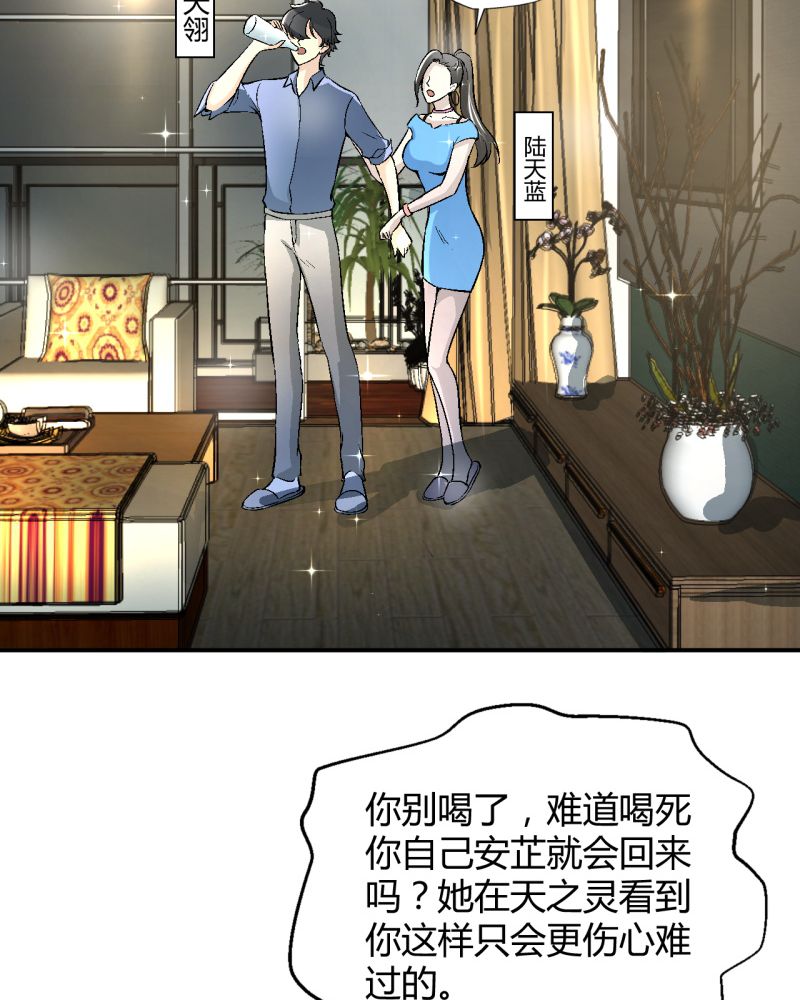 天翎
陆天蓝
你别喝了，难道喝死
你自己安芷就会回来
吗？她在天之灵看到
你这样只会更伤心难
过的。